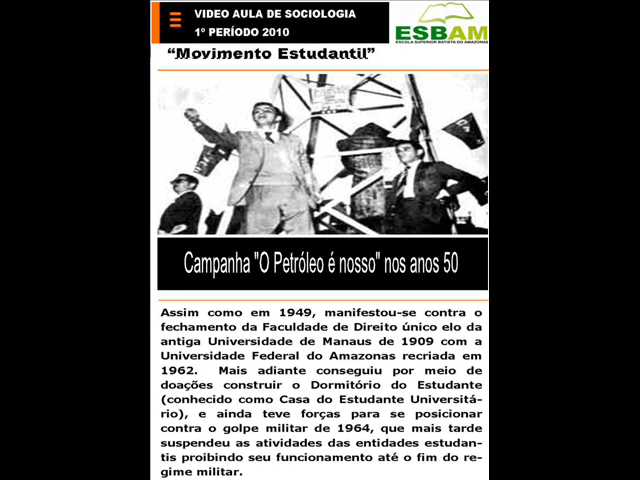 VIDEO AULA DE SOCIOLOGIA
1º PERÍODO 2010
ESBAM
ESCOLA SUPERIOR BATISTA DO AMAZONAS
“Movimento Estudantil”
Campanha "O Petróleo é nosso" nos anos 50
Assim como em 1949, manifestou-se contra o
fechamento da Faculdade de Direito único elo da
antiga Universidade de Manaus de 1909 com a
Universidade Federal do Amazonas recriada em
1962. Mais adiante conseguiu por meio de
doações construir o Dormitório do Estudante
(conhecido como Casa do Estudante Universitá-
rio), e ainda teve forças para se posicionar
contra o golpe militar de 1964, que mais tarde
suspendeu as atividades das entidades estudan-
tis proibindo seu funcionamento até o fim do re-
gime militar.